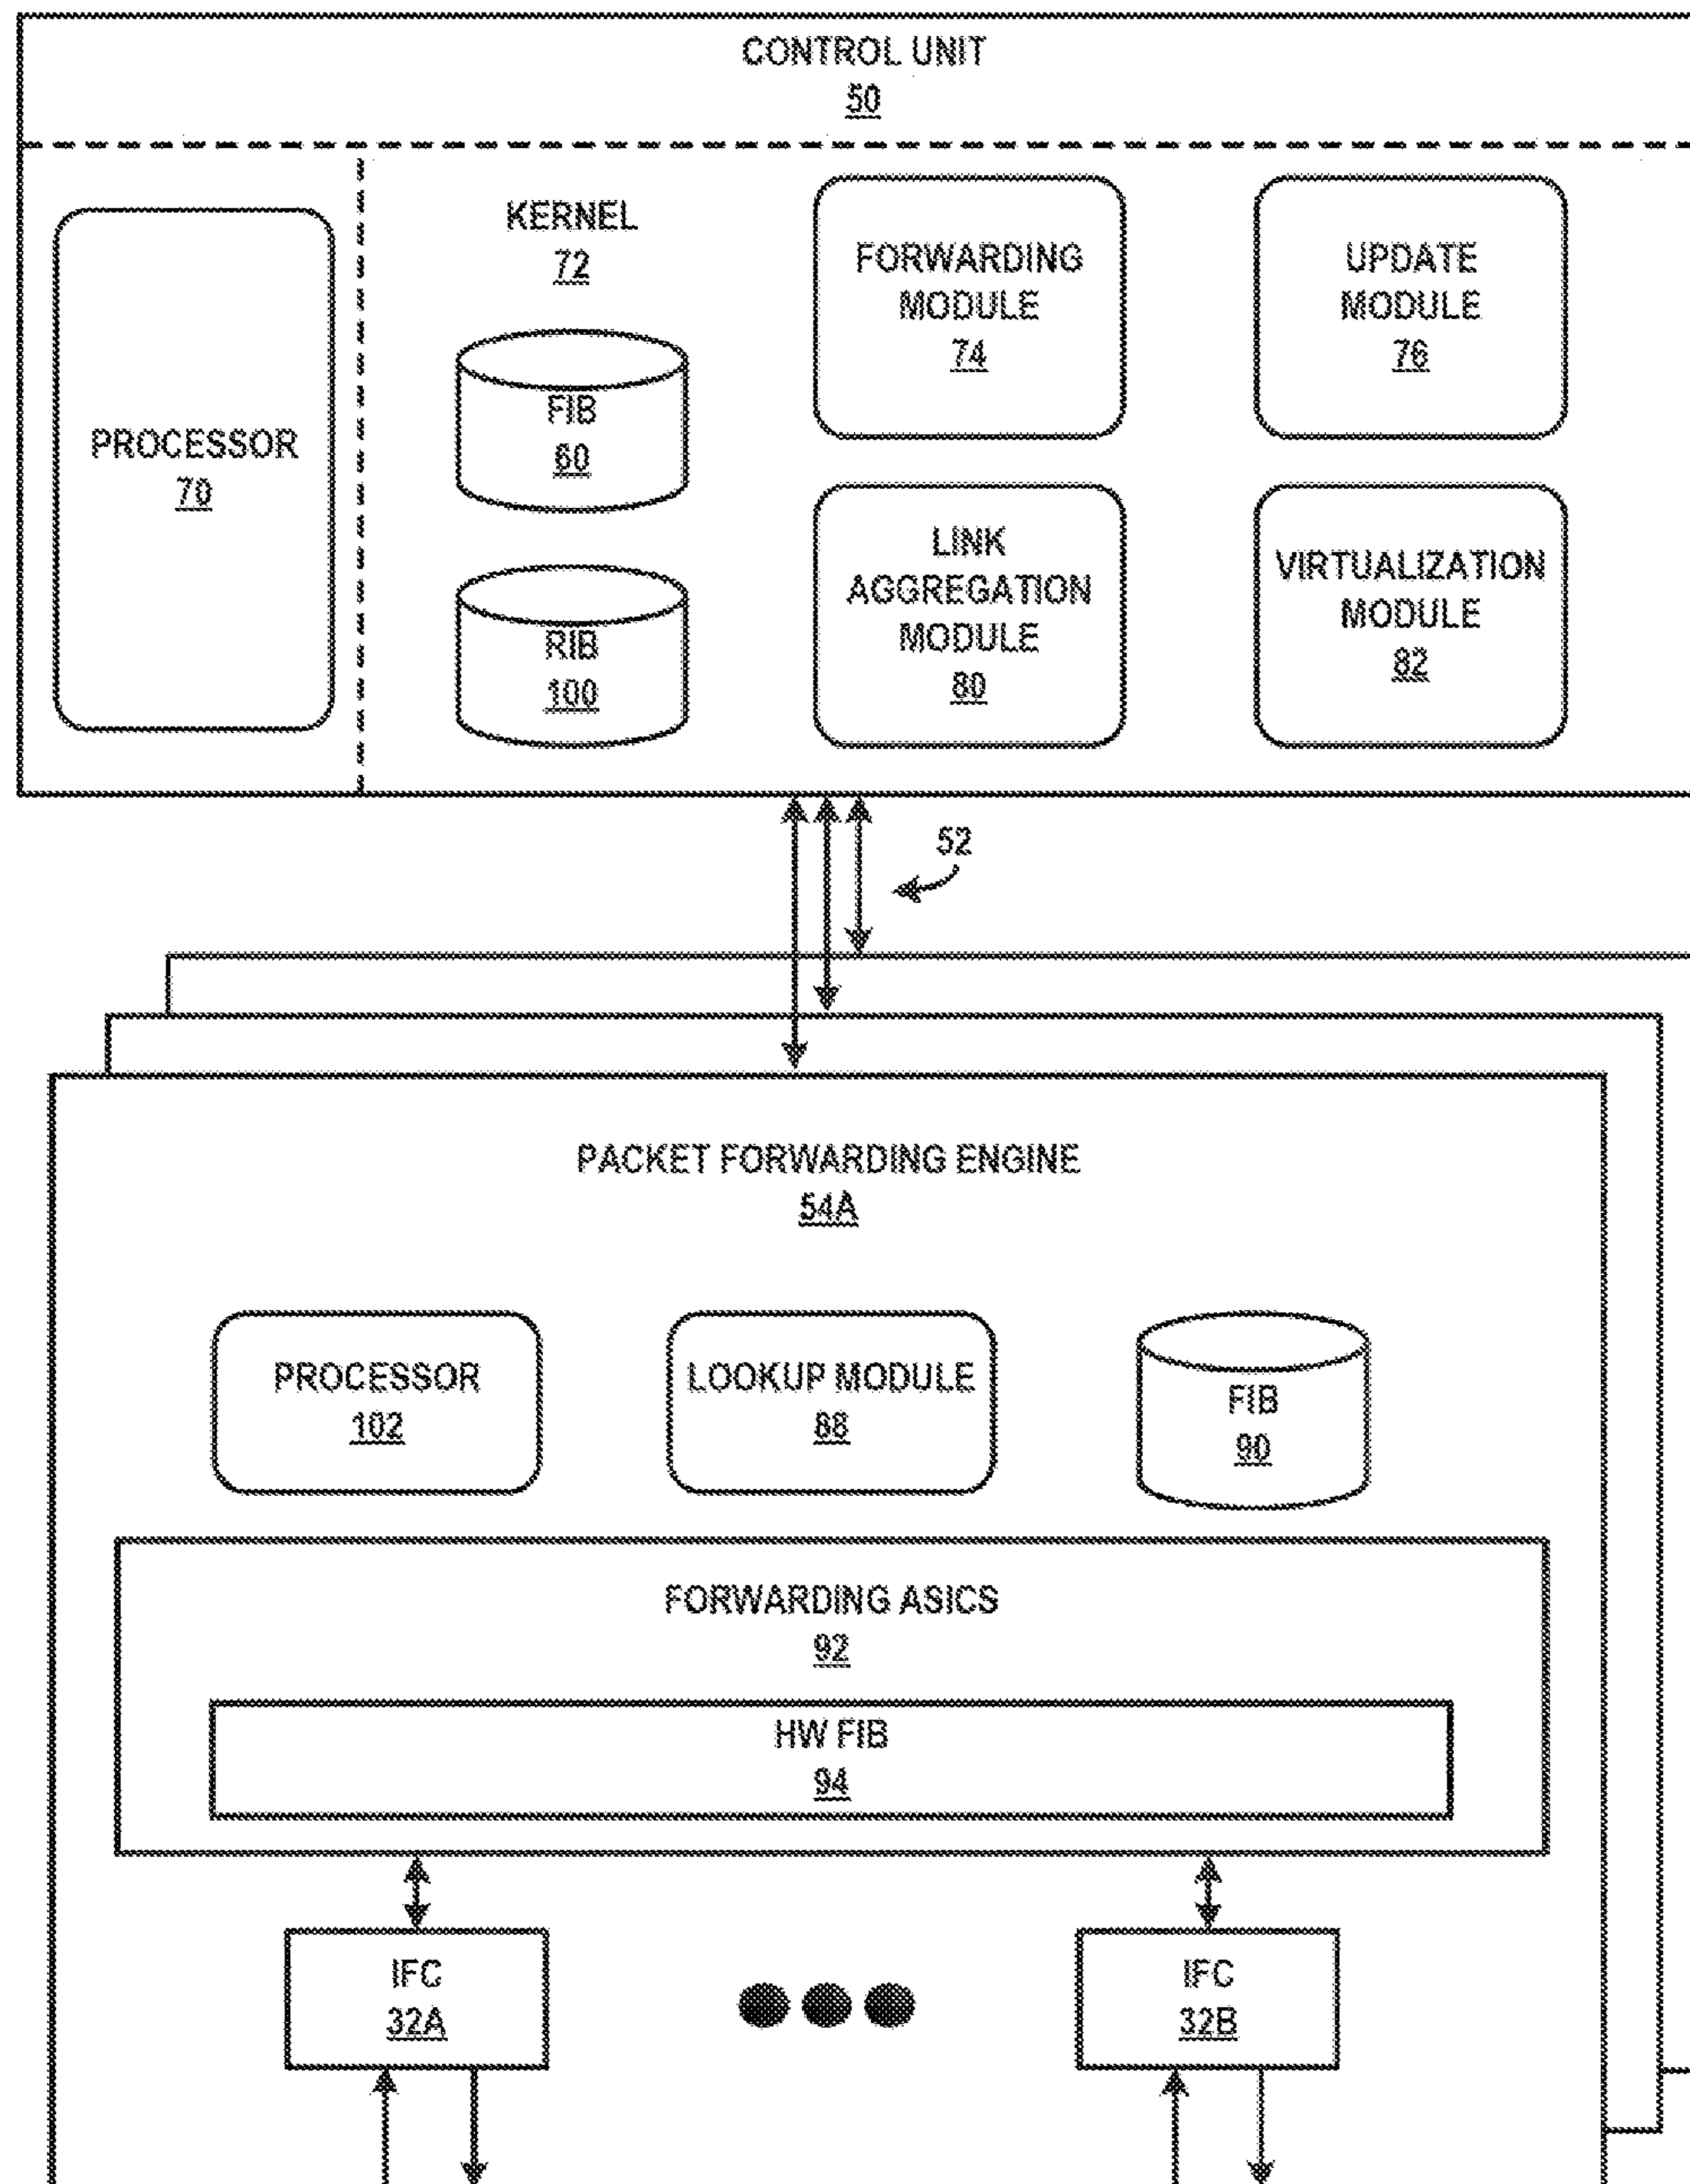 CONTROL UNIT
50
PROCESSOR
70
KERNEL
72
FIB
60
RIB
100
FORWARDING
MODULE
74
UPDATE
MODULE
76
LINK
AGGREGATION
MODULE
80
VIRTUALIZATION
MODULE
82
52
PACKET FORWARDING ENGINE
54A
PROCESSOR
102
LOOKUP MODULE
88
FIB
90
FORWARDING ASICS
92
HW FIB
94
IFC
32A
IFC
32B